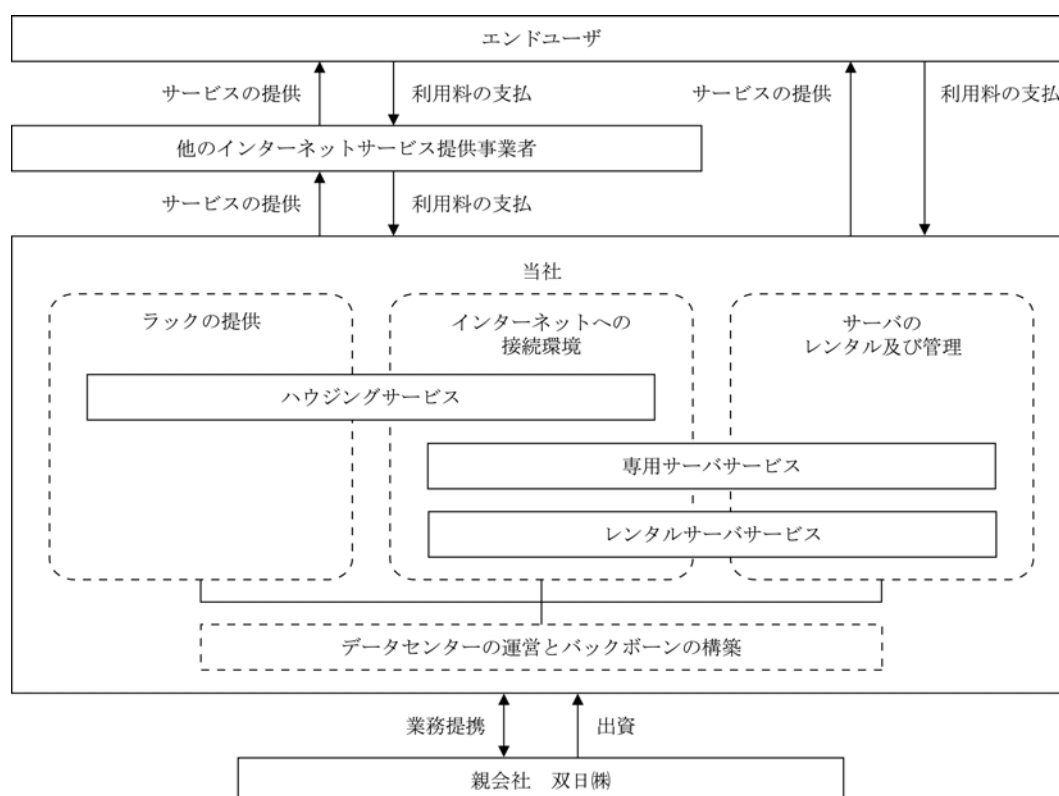 エンドユーザ
サービスの提供
利用料の支払
サービスの提供
利用料の支払
他のインターネットサービス提供事業者
サービスの提供
利用料の支払
当社
ラックの提供
インターネットへの
接続環境
サーバの
レンタル及び管理
ハウジングサービス
専用サーバサービス
レンタルサーバサービス
データセンターの運営とバックボーンの構築
業務提携
出資
親会社　双日㈱